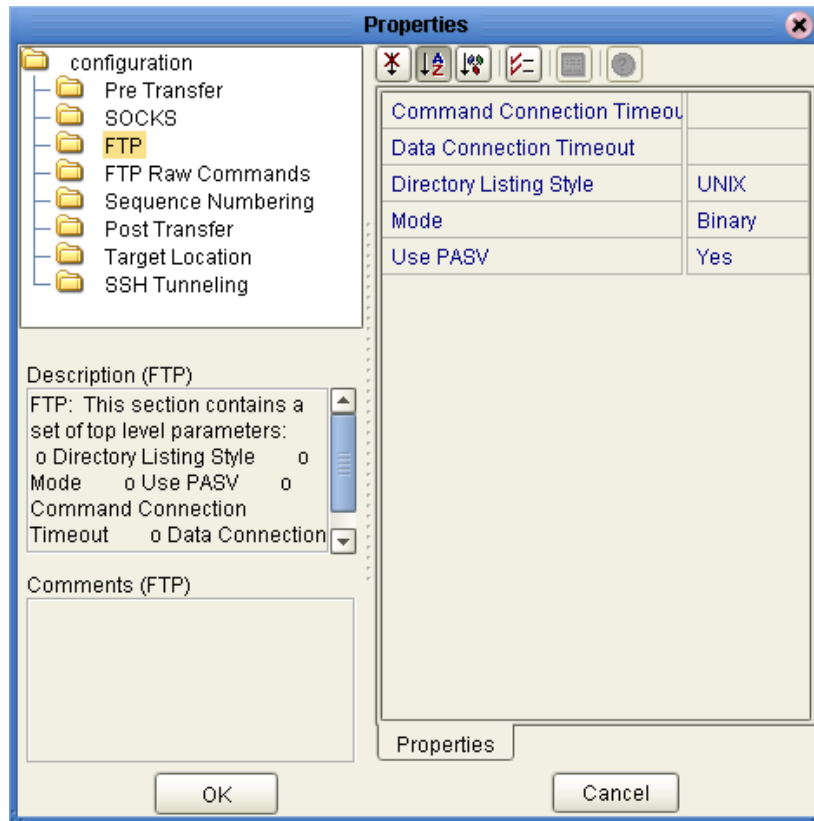 Properties
configuration
Pre Transfer
SOCKS
FTP
FTP Raw Commands
Sequence Numbering
Post Transfer
Target Location
SSH Tunneling
Description (FTP)
FTP: This section contains a
set of top level parameters:
o Directory Listing Style o
Mode o Use PASV o
Command Connection
Timeout o Data Connection
Comments (FTP)
Command Connection Timeou
Data Connection Timeout
Directory Listing Style UNIX
Mode Binary
Use PASV Yes
Properties
OK
Cancel